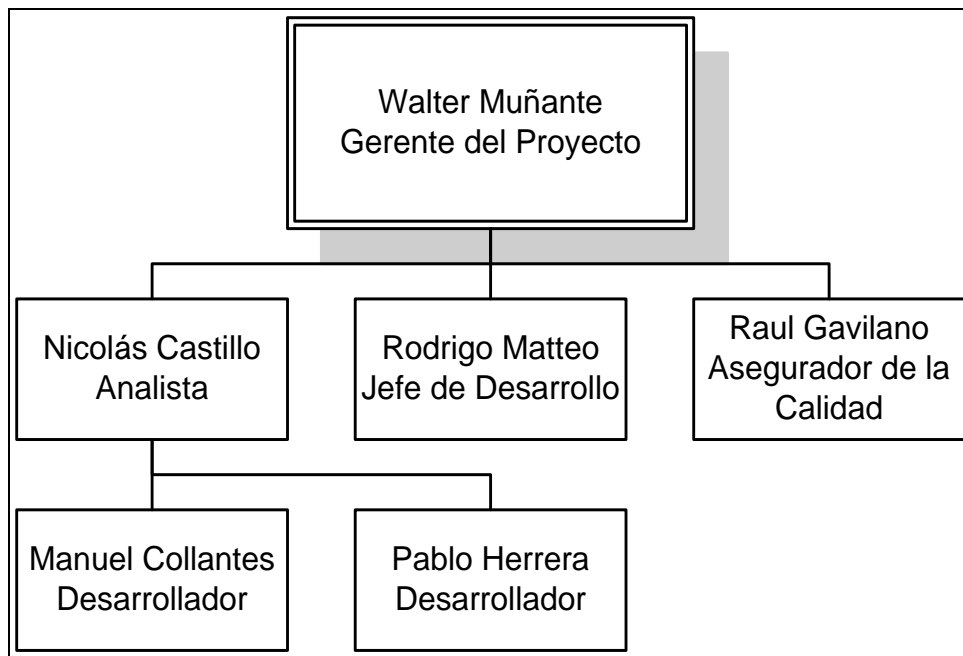 Walter Muñante
Gerente del Proyecto
Nicolás Castillo
Analista
Rodrigo Matteo
Jefe de Desarrollo
Raul Gavilano
Asegurador de la
Calidad
Manuel Collantes
Desarrollador
Pablo Herrera
Desarrollador